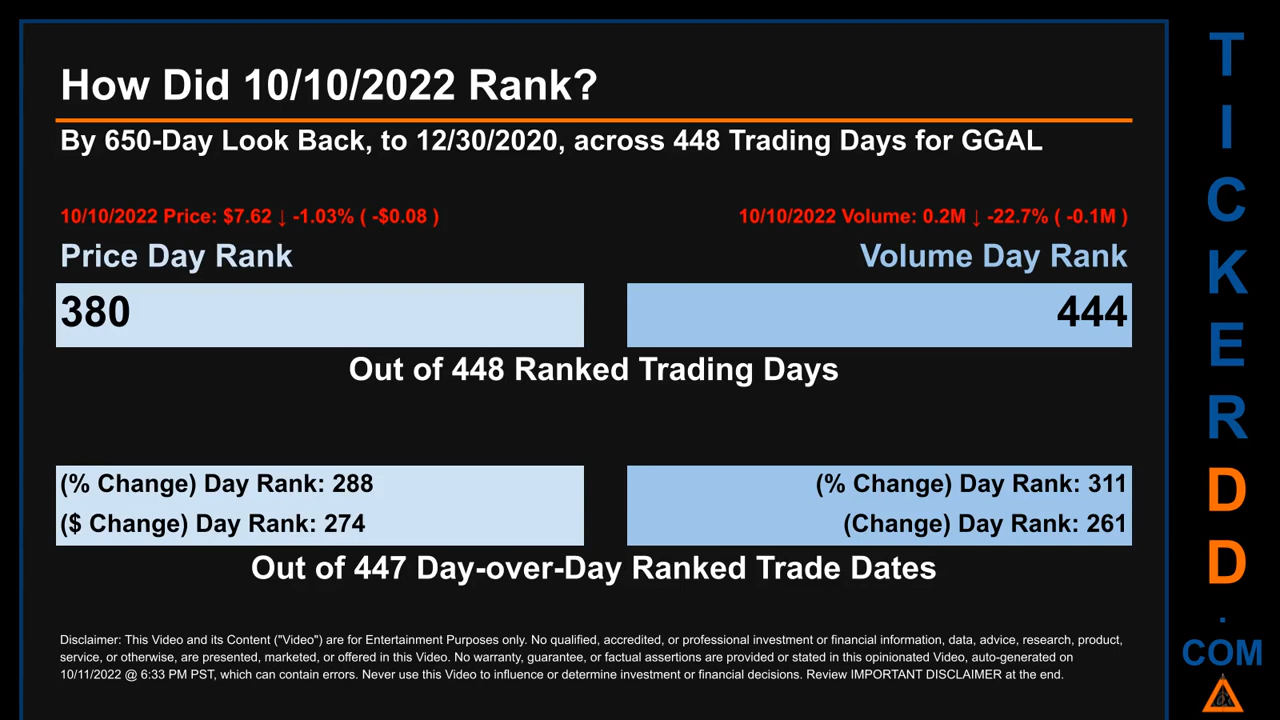 How Did 10/10/2022 Rank?
By 650-Day Look Back, to 12/30/2020, across 448 Trading Days for GGAL
10/10/2022 Price: $7.62 ↓ -1.03% ( -$0.08 )
10/10/2022 Volume: 0.2M ↓ -22.7% ( -0.1M )
Price Day Rank
Volume Day Rank
380
444
Out of 448 Ranked Trading Days
(% Change) Day Rank: 288
($ Change) Day Rank: 274
(% Change) Day Rank: 311
(Change) Day Rank: 261
Out of 447 Day-over-Day Ranked Trade Dates
Disclaimer: This Video and its Content ("Video") are for Entertainment Purposes only. No qualified, accredited, or professional investment or financial information, data, advice, research, product,
service, or otherwise, are presented, marketed, or offered in this Video. No warranty, guarantee, or factual assertions are provided or stated in this opinionated Video, auto-generated on
10/11/2022 @ 6:33 PM PST, which can contain errors. Never use this Video to influence or determine investment or financial decisions. Review IMPORTANT DISCLAIMER at the end.
T
I
C
K
E
R
D
D
.
COM